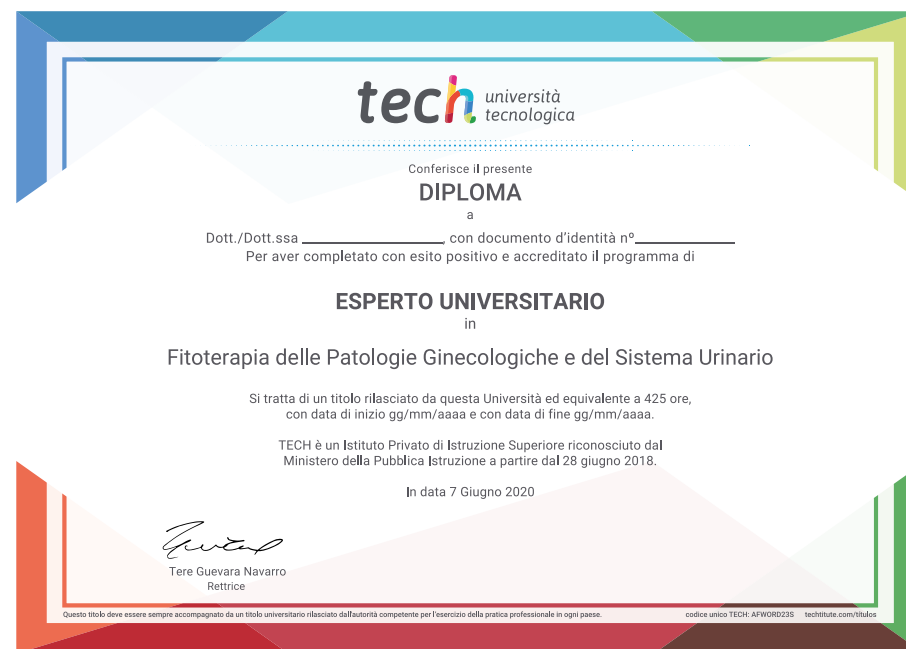 tech università
tecnologica
Conferisce il presente
DIPLOMA
a
Dott./Dott.ssa ____________________, con documento d'identità nº______________
Per aver completato con esito positivo e accreditato il programma di
ESPERTO UNIVERSITARIO
in
Fitoterapia delle Patologie Ginecologiche e del Sistema Urinario
Si tratta di un titolo rilasciato da questa Università ed equivalente a 425 ore,
con data di inizio gg/mm/aaaa e con data di fine gg/mm/aaaa.
TECH è un Istituto Privato di Istruzione Superiore riconosciuto dal
Ministero della Pubblica Istruzione a partire dal 28 giugno 2018.
In data 7 Giugno 2020
Tere Guevara Navarro
Rettrice
Questo titolo deve essere sempre accompagnato da un titolo universitario rilasciato dall'autorità competente per l'esercizio della pratica professionale in ogni paese. codice unico TECH: AFWORD23S techtitute.com/titulos